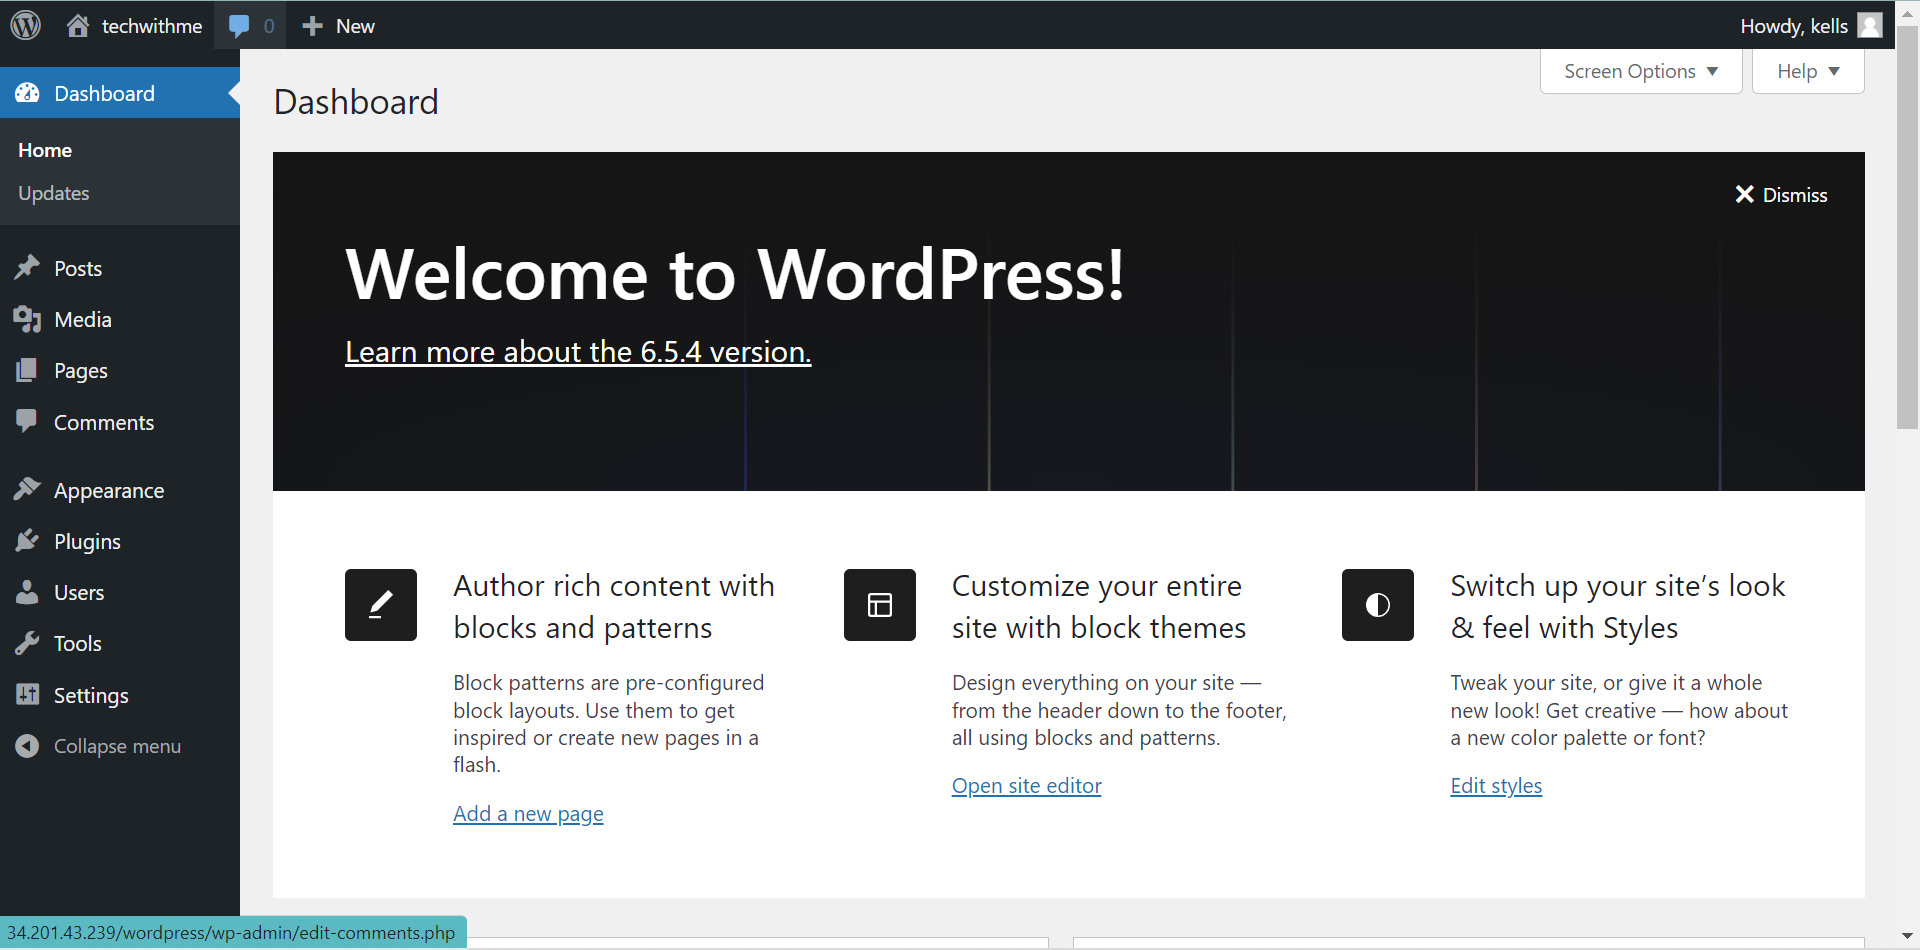 techwithme 0 New Howdy, kells
Screen Options Help
Dashboard
Home
Updates
Posts
Media
Pages
Comments
Appearance
Plugins
Users
Tools
Settings
Collapse menu
Dashboard
Dismiss
Welcome to WordPress!
Learn more about the 6.5.4 version.
Author rich content with
blocks and patterns
Block patterns are pre-configured
block layouts. Use them to get
inspired or create new pages in a
flash.
Add a new page
Customize your entire
site with block themes
Design everything on your site —
from the header down to the footer,
all using blocks and patterns.
Open site editor
Switch up your site’s look
& feel with Styles
Tweak your site, or give it a whole
new look! Get creative — how about
a new color palette or font?
Edit styles
34.201.43.239/wordpress/wp-admin/edit-comments.php